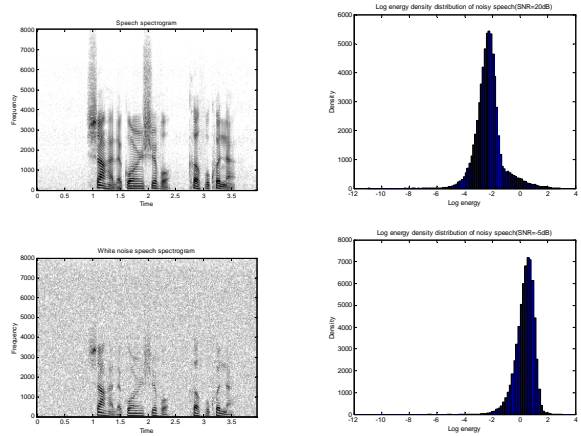 Speech spectrogram
8000
7000
6000
5000
4000
3000
2000
1000
0
Frequency
0 0.5 1 1.5 2 2.5 3 3.5
Time
Log energy density distribution of noisy speech(SNR=20dB)
6000
5000
4000
3000
2000
1000
0
Density
-12 -10 -8 -6 -4 -2 0 2 4
Log energy
White noise speech spectrogram
8000
7000
6000
5000
4000
3000
2000
1000
0
Frequency
0 0.5 1 1.5 2 2.5 3 3.5
Time
Log energy density distribution of noisy speech(SNR=-5dB)
8000
7000
6000
5000
4000
3000
2000
1000
0
Density
-12 -10 -8 -6 -4 -2 0 2 4
Log energy